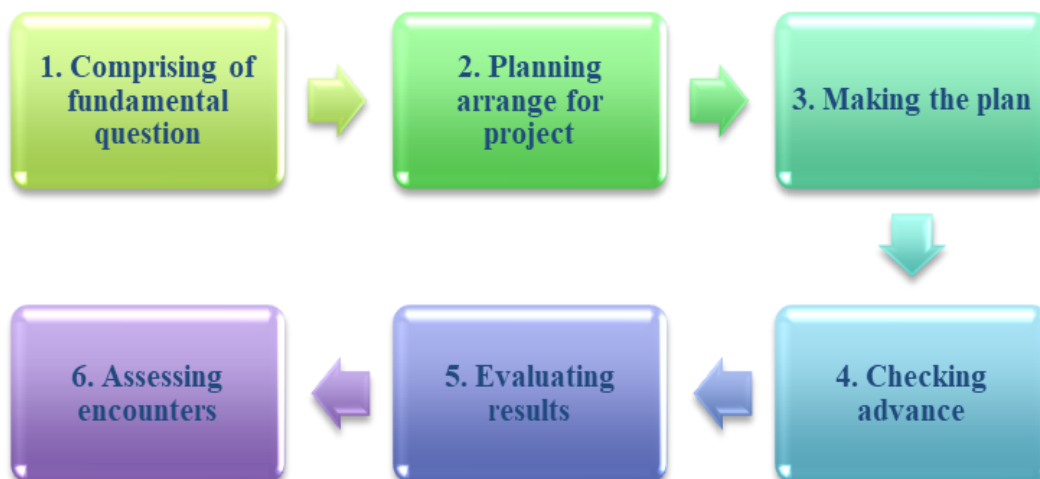 1. Comprising of
fundamental
question
2. Planning
arrange for
project
3. Making the plan
4. Checking
advance
5. Evaluating
results
6. Assessing
encounters